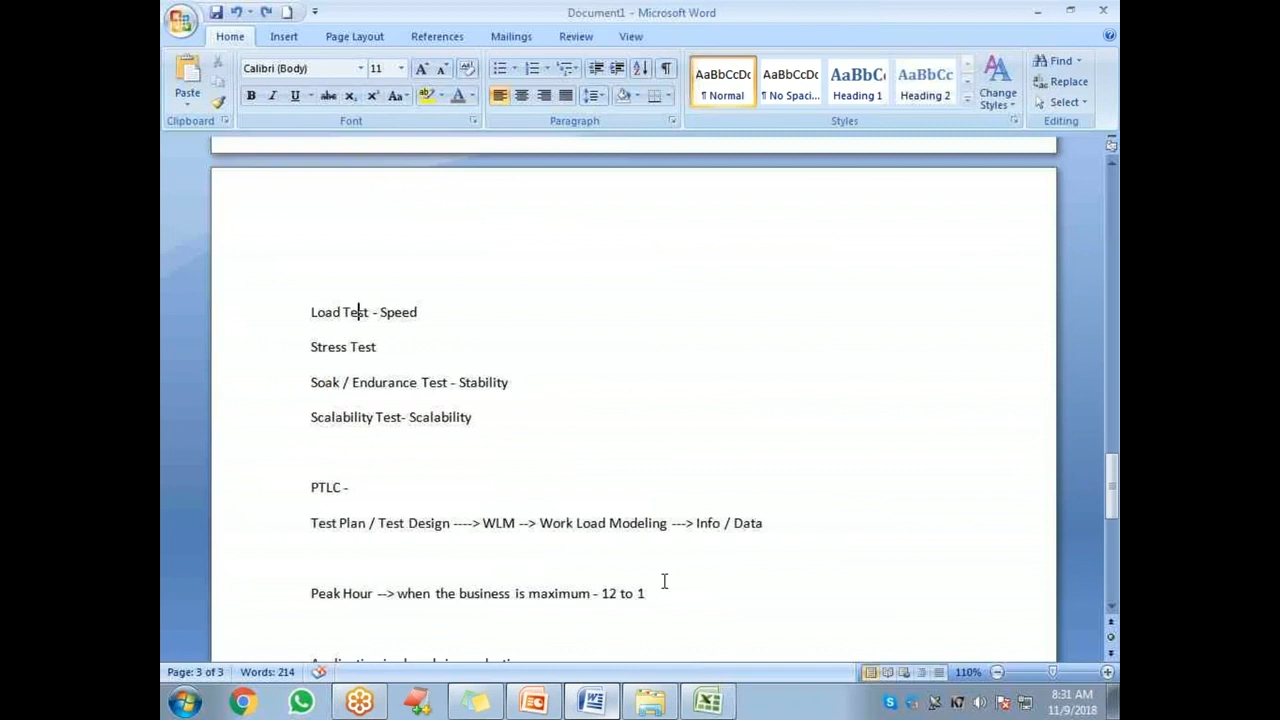 Document1 - Microsoft Word
Home Insert Page Layout References Mailings Review View
Paste
Calibri (Body) 11
AaBbCcDc AaBbCcDc AaBbC AaBbCc
¶ Normal ¶ No Spaci... Heading 1 Heading 2
Change Styles
Find
Replace
Select
Clipboard Font Paragraph Styles Editing
Load Test - Speed
Stress Test
Soak / Endurance Test - Stability
Scalability Test- Scalability
PTLC -
Test Plan / Test Design ----> WLM --> Work Load Modeling ---> Info / Data
Peak Hour --> when the business is maximum - 12 to 1
Page: 3 of 3 Words: 214 110%
8:31 AM
11/9/2018